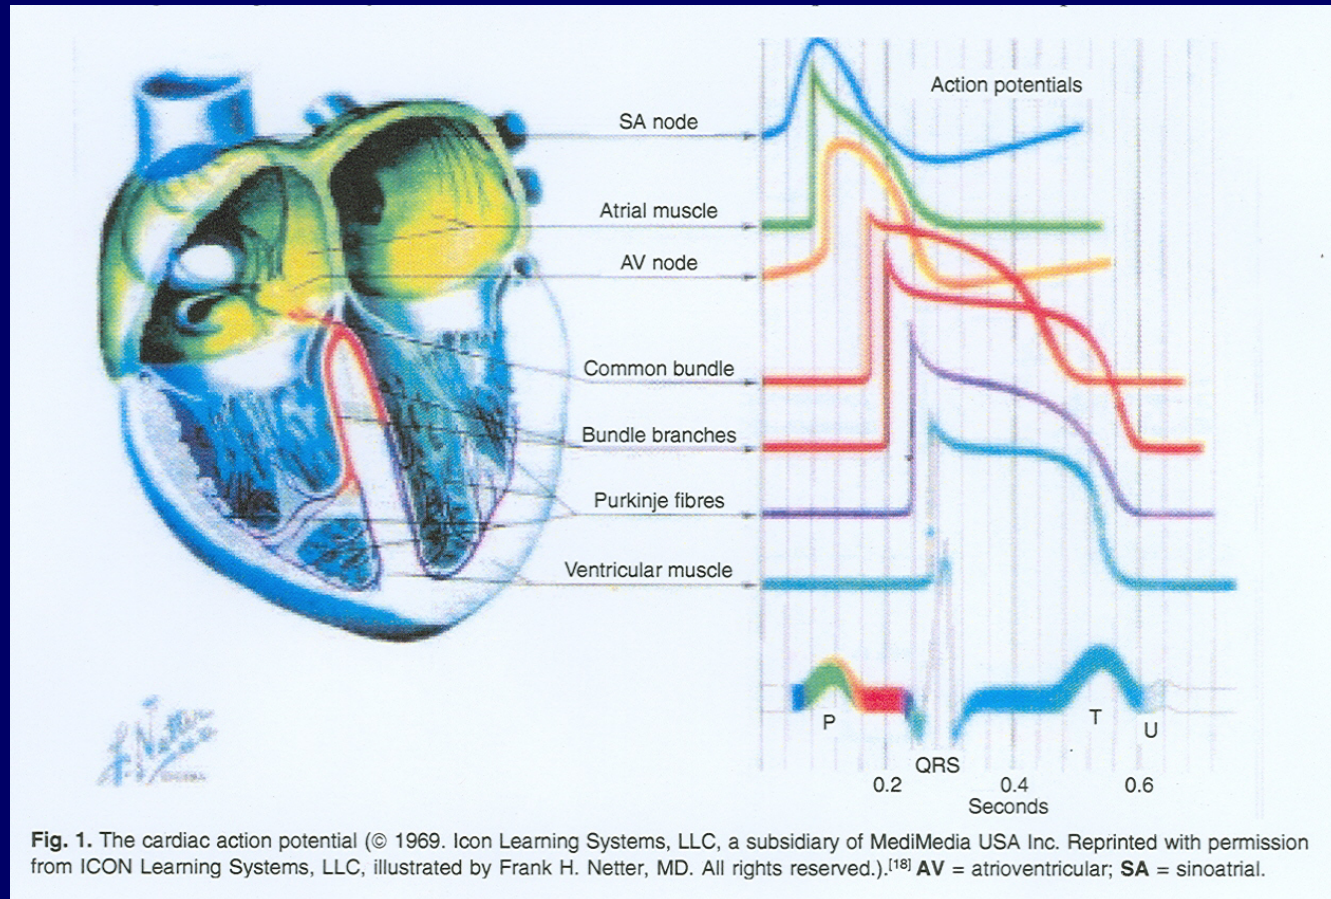 Action potentials
SA node
Atrial muscle
AV node
Common bundle
Bundle branches
Purkinje fibres
Ventricular muscle
P
T
U
QRS
0.2
0.4
0.6
Seconds
Fig. 1. The cardiac action potential (© 1969. Icon Learning Systems, LLC, a subsidiary of MediMedia USA Inc. Reprinted with permission
from ICON Learning Systems, LLC, illustrated by Frank H. Netter, MD. All rights reserved.).[18] AV = atrioventricular; SA = sinoatrial.
F. Netter